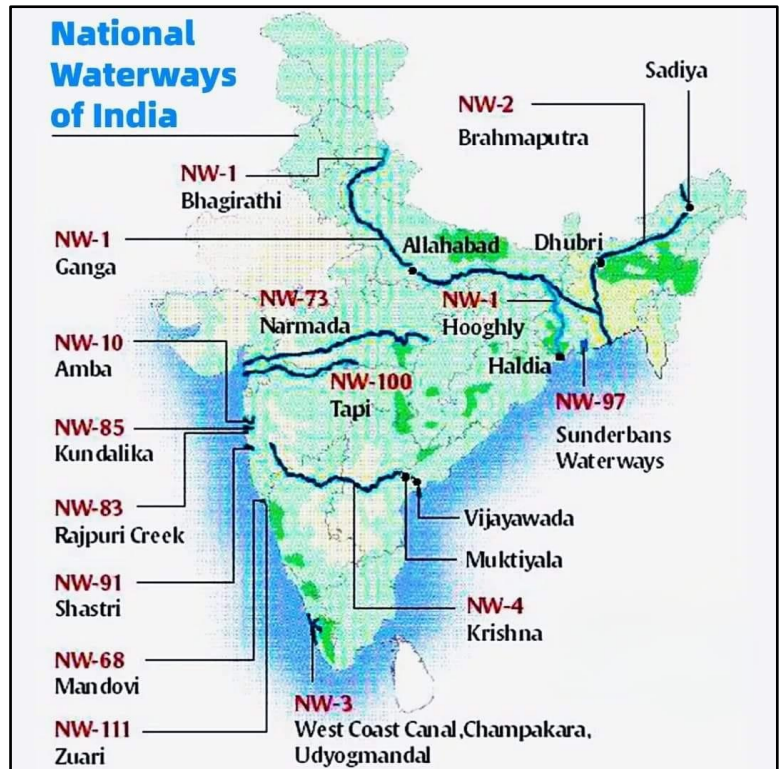 National
Waterways
of India
Sadiya
NW-2
Brahmaputra
NW-1
Bhagirathi
NW-1
Ganga
Allahabad
Dhubri
NW-73
Narmada
NW-1
Hooghly
NW-10
Amba
Haldia
NW-100
Tapi
NW-97
Sunderbans
Waterways
NW-85
Kundalika
NW-83
Rajpuri Creek
Vijayawada
Muktiyala
NW-91
Shastri
NW-4
Krishna
NW-68
Mandovi
NW-3
West Coast Canal,Champakara,
Udyogmandal
NW-111
Zuari